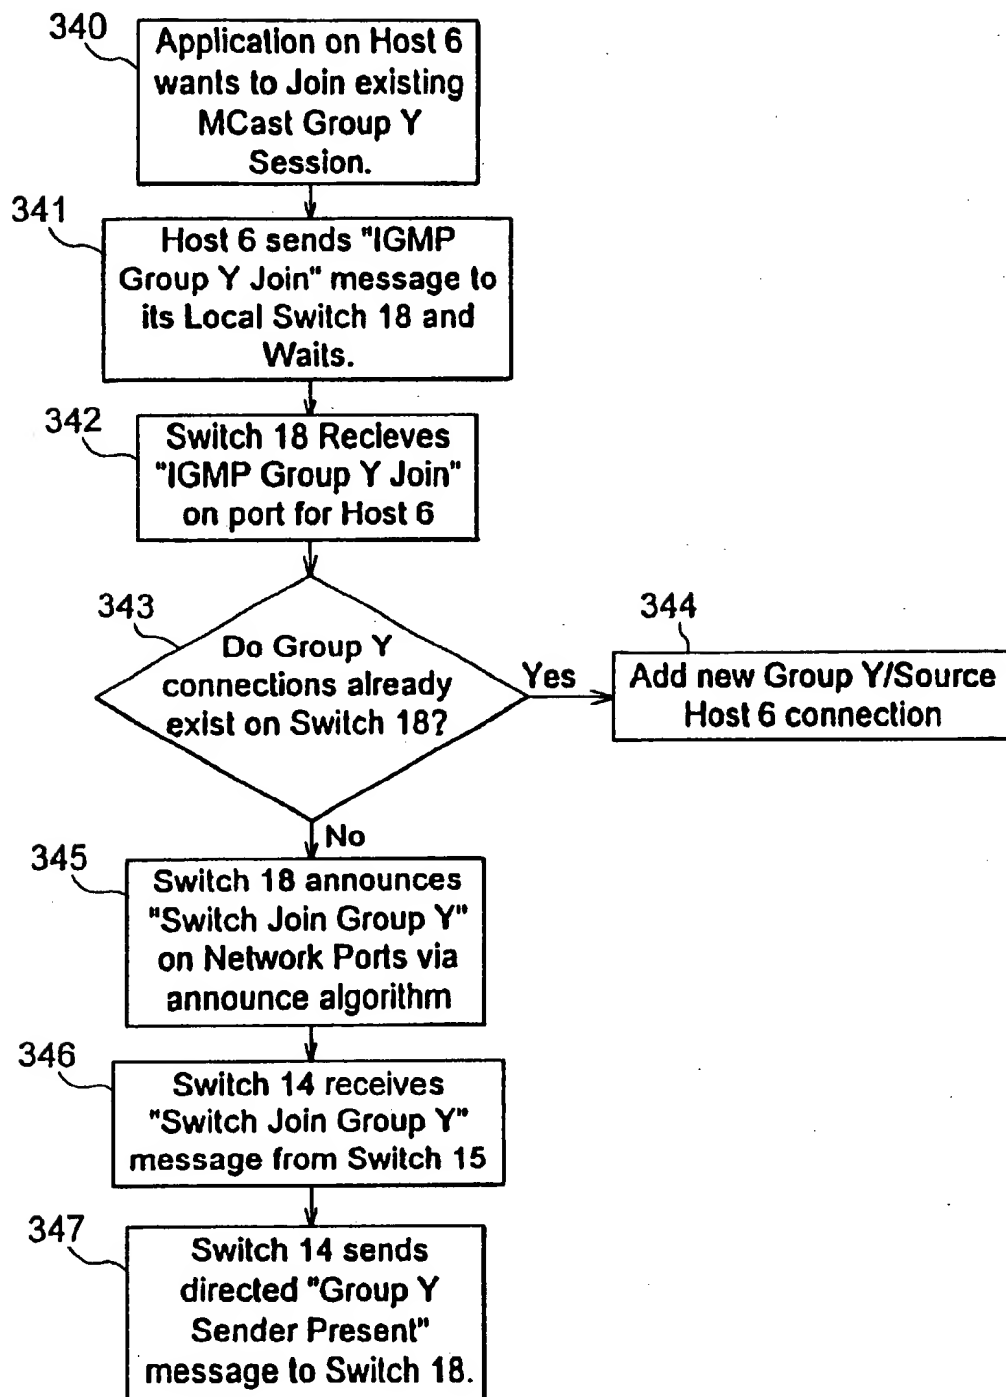 340
Application on Host 6
wants to Join existing
MCast Group Y
Session.
341
Host 6 sends "IGMP
Group Y Join" message to
its Local Switch 18 and
Waits.
342
Switch 18 Recieves
"IGMP Group Y Join"
on port for Host 6
343
Do Group Y
connections already
exist on Switch 18?
Yes
344
Add new Group Y/Source
Host 6 connection
No
345
Switch 18 announces
"Switch Join Group Y"
on Network Ports via
announce algorithm
346
Switch 14 receives
"Switch Join Group Y"
message from Switch 15
347
Switch 14 sends
directed "Group Y
Sender Present"
message to Switch 18.